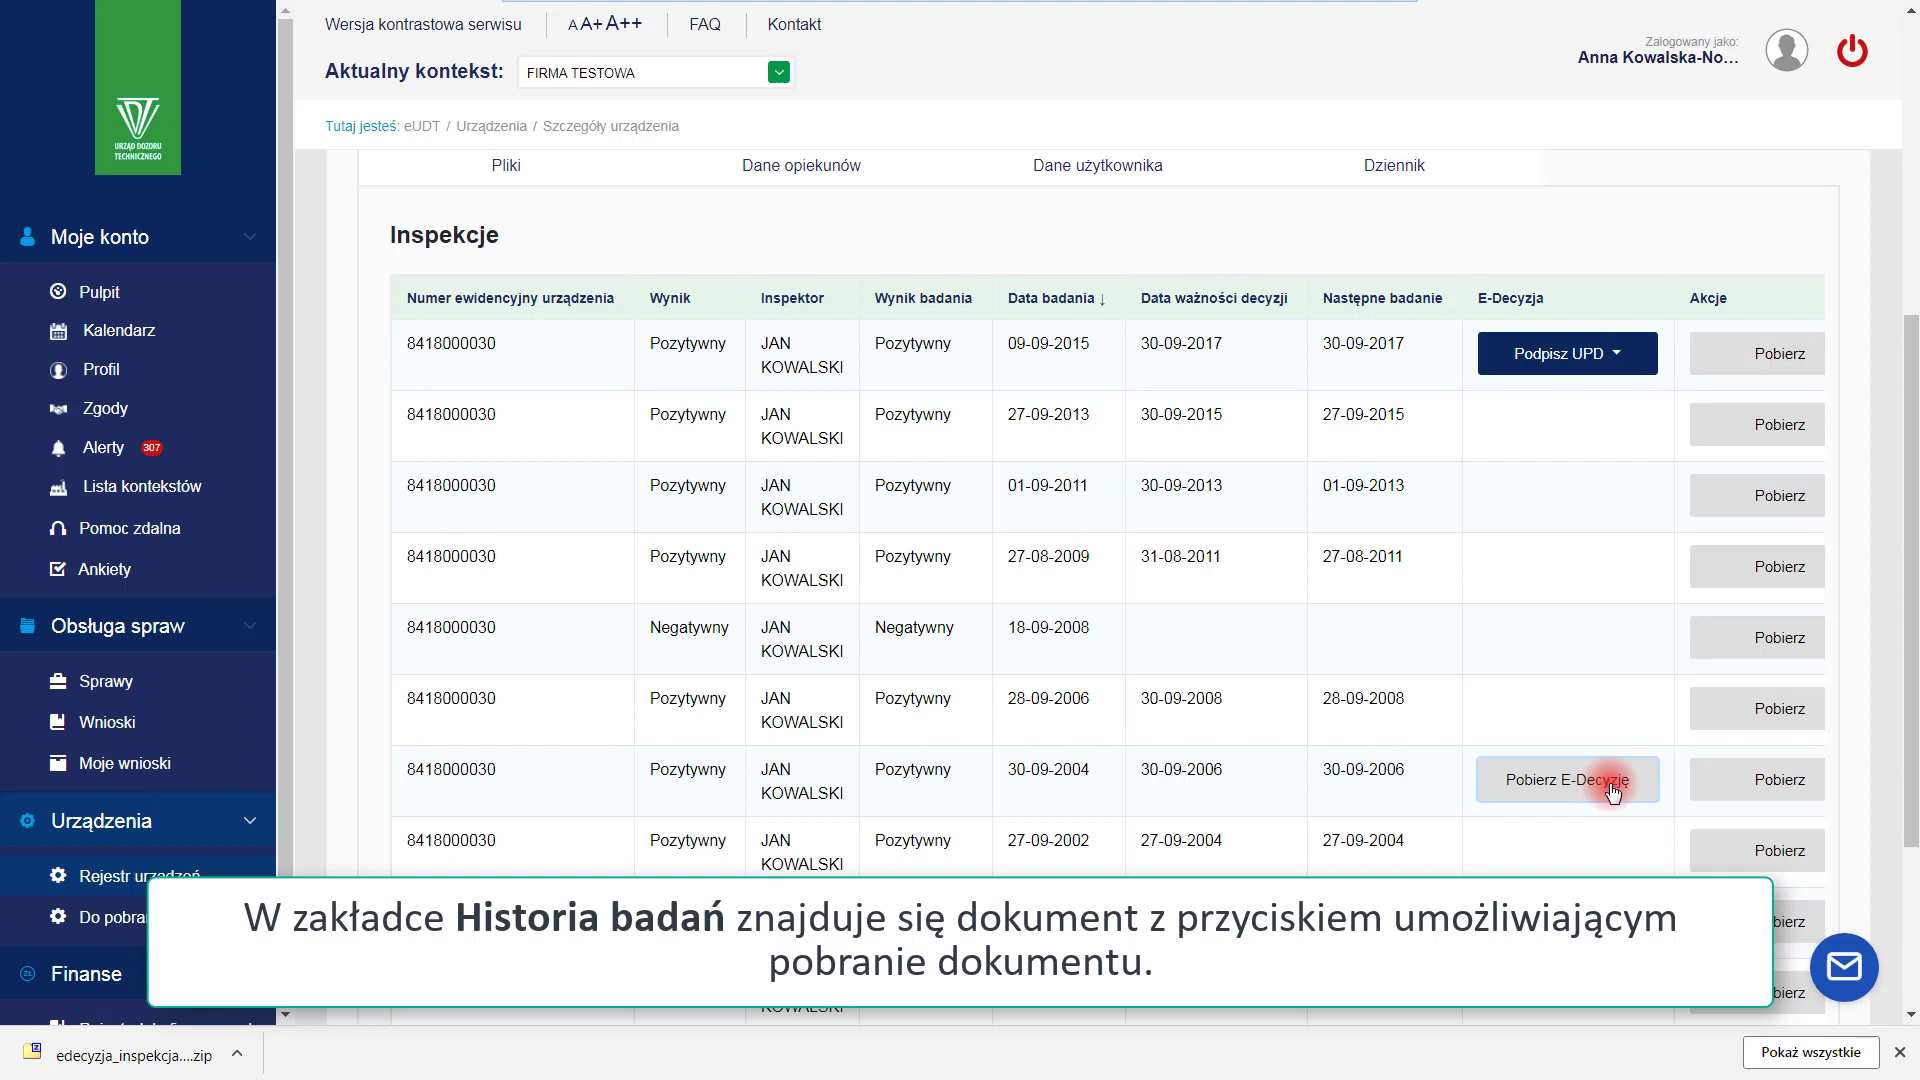 Wersja kontrastowa serwisu
A A+ A++
FAQ
Kontakt
Aktualny kontekst: FIRMA TESTOWA
Zalogowany jako:
Anna Kowalska-No...
URZĄD DOZORU
TECHNICZNEGO
Tutaj jesteś: eUDT / Urządzenia / Szczegóły urządzenia
Pliki
Dane opiekunów
Dane użytkownika
Dziennik
Moje konto
Pulpit
Kalendarz
Profil
Zgody
Alerty 307
Lista kontekstów
Pomoc zdalna
Ankiety
Obsługa spraw
Sprawy
Wnioski
Moje wnioski
Urządzenia
Rejestr urządzeń
Do pobra
Finanse
Inspekcje
Numer ewidencyjny urządzenia Wynik Inspektor Wynik badania Data badania ↓ Data ważności decyzji Następne badanie E-Decyzja Akcje
8418000030 Pozytywny JAN KOWALSKI Pozytywny 09-09-2015 30-09-2017 30-09-2017 Podpisz UPD Pobierz
8418000030 Pozytywny JAN KOWALSKI Pozytywny 27-09-2013 30-09-2015 27-09-2015 Pobierz
8418000030 Pozytywny JAN KOWALSKI Pozytywny 01-09-2011 30-09-2013 01-09-2013 Pobierz
8418000030 Pozytywny JAN KOWALSKI Pozytywny 27-08-2009 31-08-2011 27-08-2011 Pobierz
8418000030 Negatywny JAN KOWALSKI Negatywny 18-09-2008 Pobierz
8418000030 Pozytywny JAN KOWALSKI Pozytywny 28-09-2006 30-09-2008 28-09-2008 Pobierz
8418000030 Pozytywny JAN KOWALSKI Pozytywny 30-09-2004 30-09-2006 30-09-2006 Pobierz E-Decyzję Pobierz
8418000030 Pozytywny JAN KOWALSKI Pozytywny 27-09-2002 27-09-2004 27-09-2004 Pobierz
bierz
bierz
W zakładce Historia badań znajduje się dokument z przyciskiem umożliwiającym
pobranie dokumentu.
edecyzja_inspekcja....zip
Pokaż wszystkie